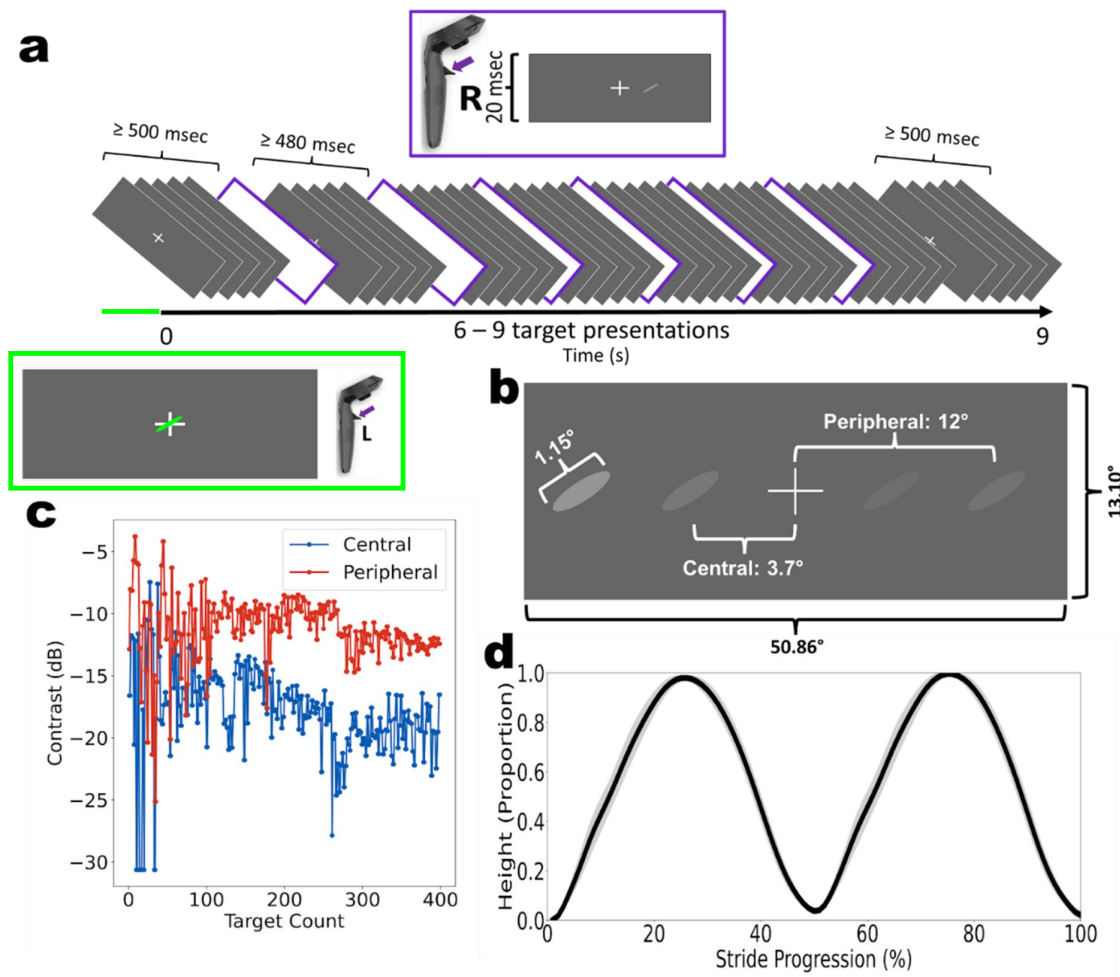 a
R
20 msec
≥ 500 msec
≥ 480 msec
≥ 500 msec
0
6 – 9 target presentations
9
Time (s)
L
b
Peripheral: 12°
1.15°
Central: 3.7°
13.10°
50.86°
c
Central
Peripheral
−5
−10
−15
−20
−25
−30
Contrast (dB)
0
100
200
300
400
Target Count
d
1.0
0.8
0.6
0.4
0.2
0.0
Height (Proportion)
0
20
40
60
80
100
Stride Progression (%)